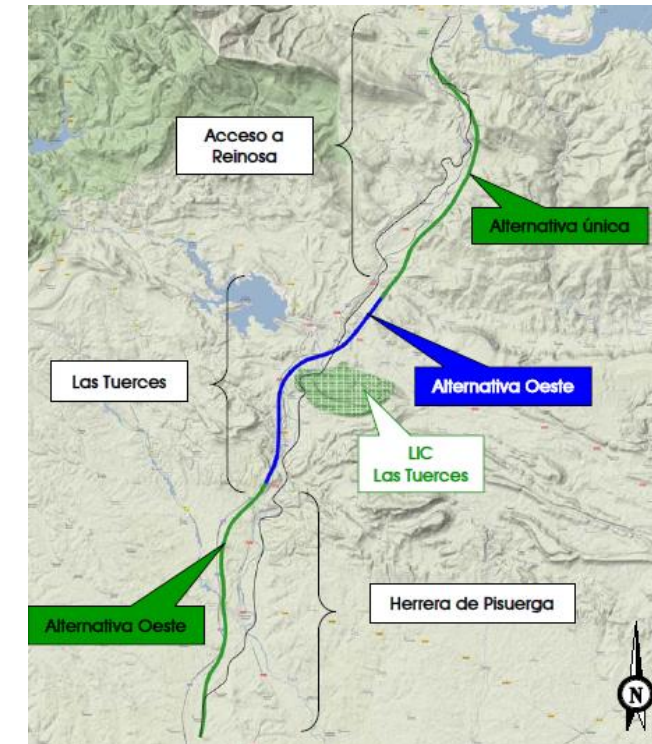 Acceso a
Reinosa
Alternativa única
Las Tuerces
Alternativa Oeste
LIC
Las Tuerces
Herrera de Pisuerga
Alternativa Oeste
N